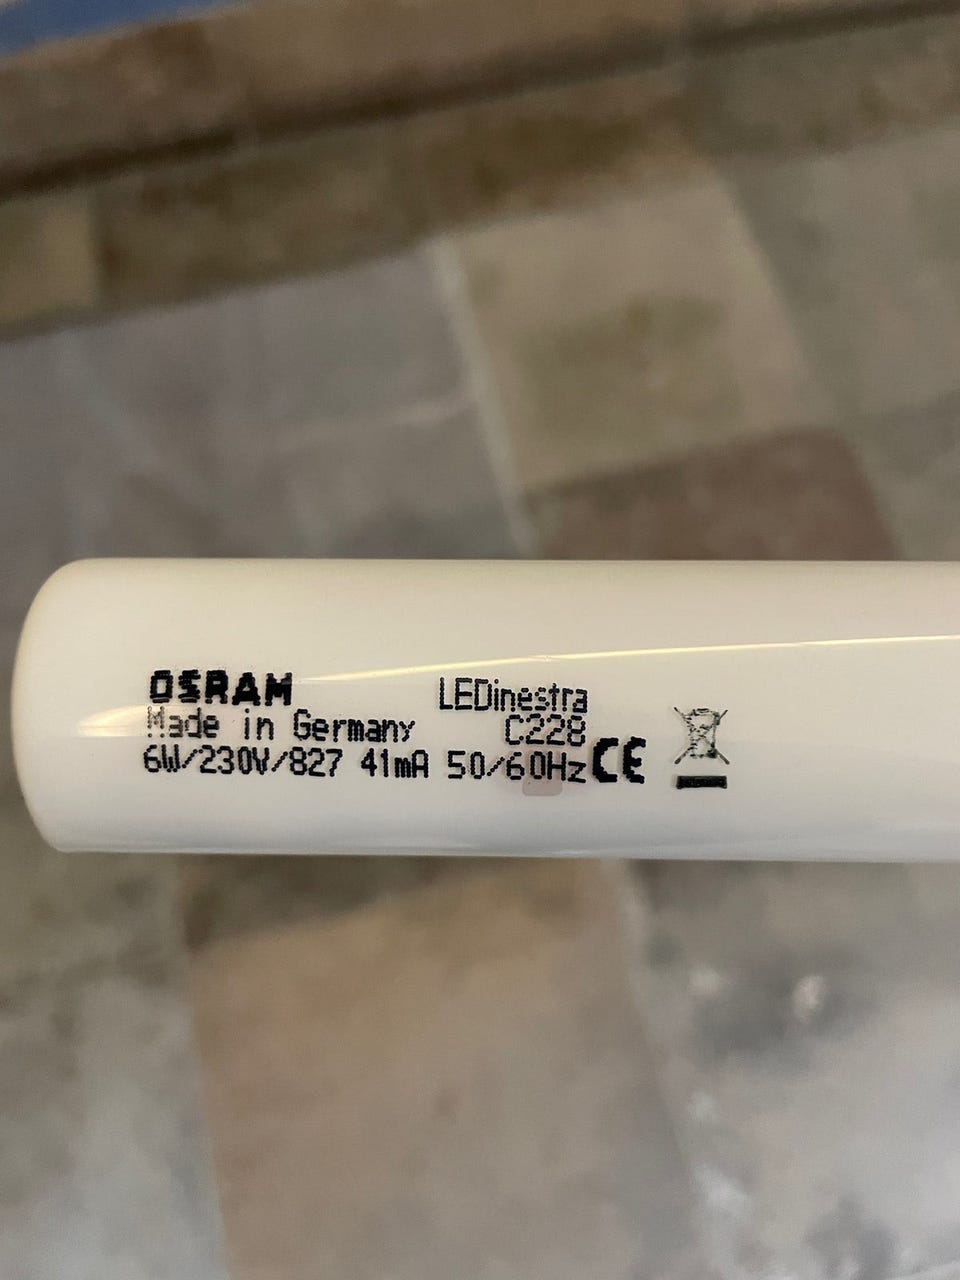 OSRAM LEDinestra
Made in Germany C228
6W/230V/827 41mA 50/60Hz CE